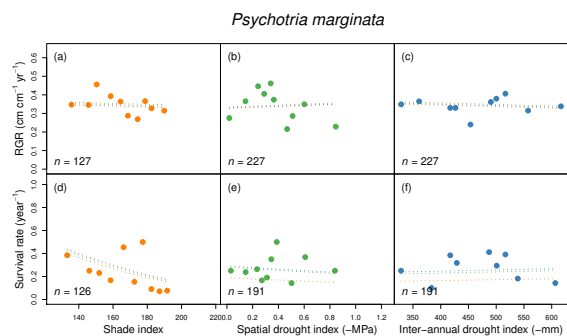 Psychotria marginata
(a)
(b)
(c)
RGR (cm cm⁻¹ yr⁻¹)
0.0 0.1 0.2 0.3 0.4 0.5 0.6
n = 127
n = 227
n = 227
(d)
(e)
(f)
Survival rate (year⁻¹)
0.0 0.2 0.4 0.6 0.8 1.0
n = 126
n = 191
n = 191
140 160 180 200 22
0.0 0.2 0.4 0.6 0.8 1.0 1.2
350 400 450 500 550 600
Shade index
Spatial drought index (−MPa)
Inter−annual drought index (−mm)